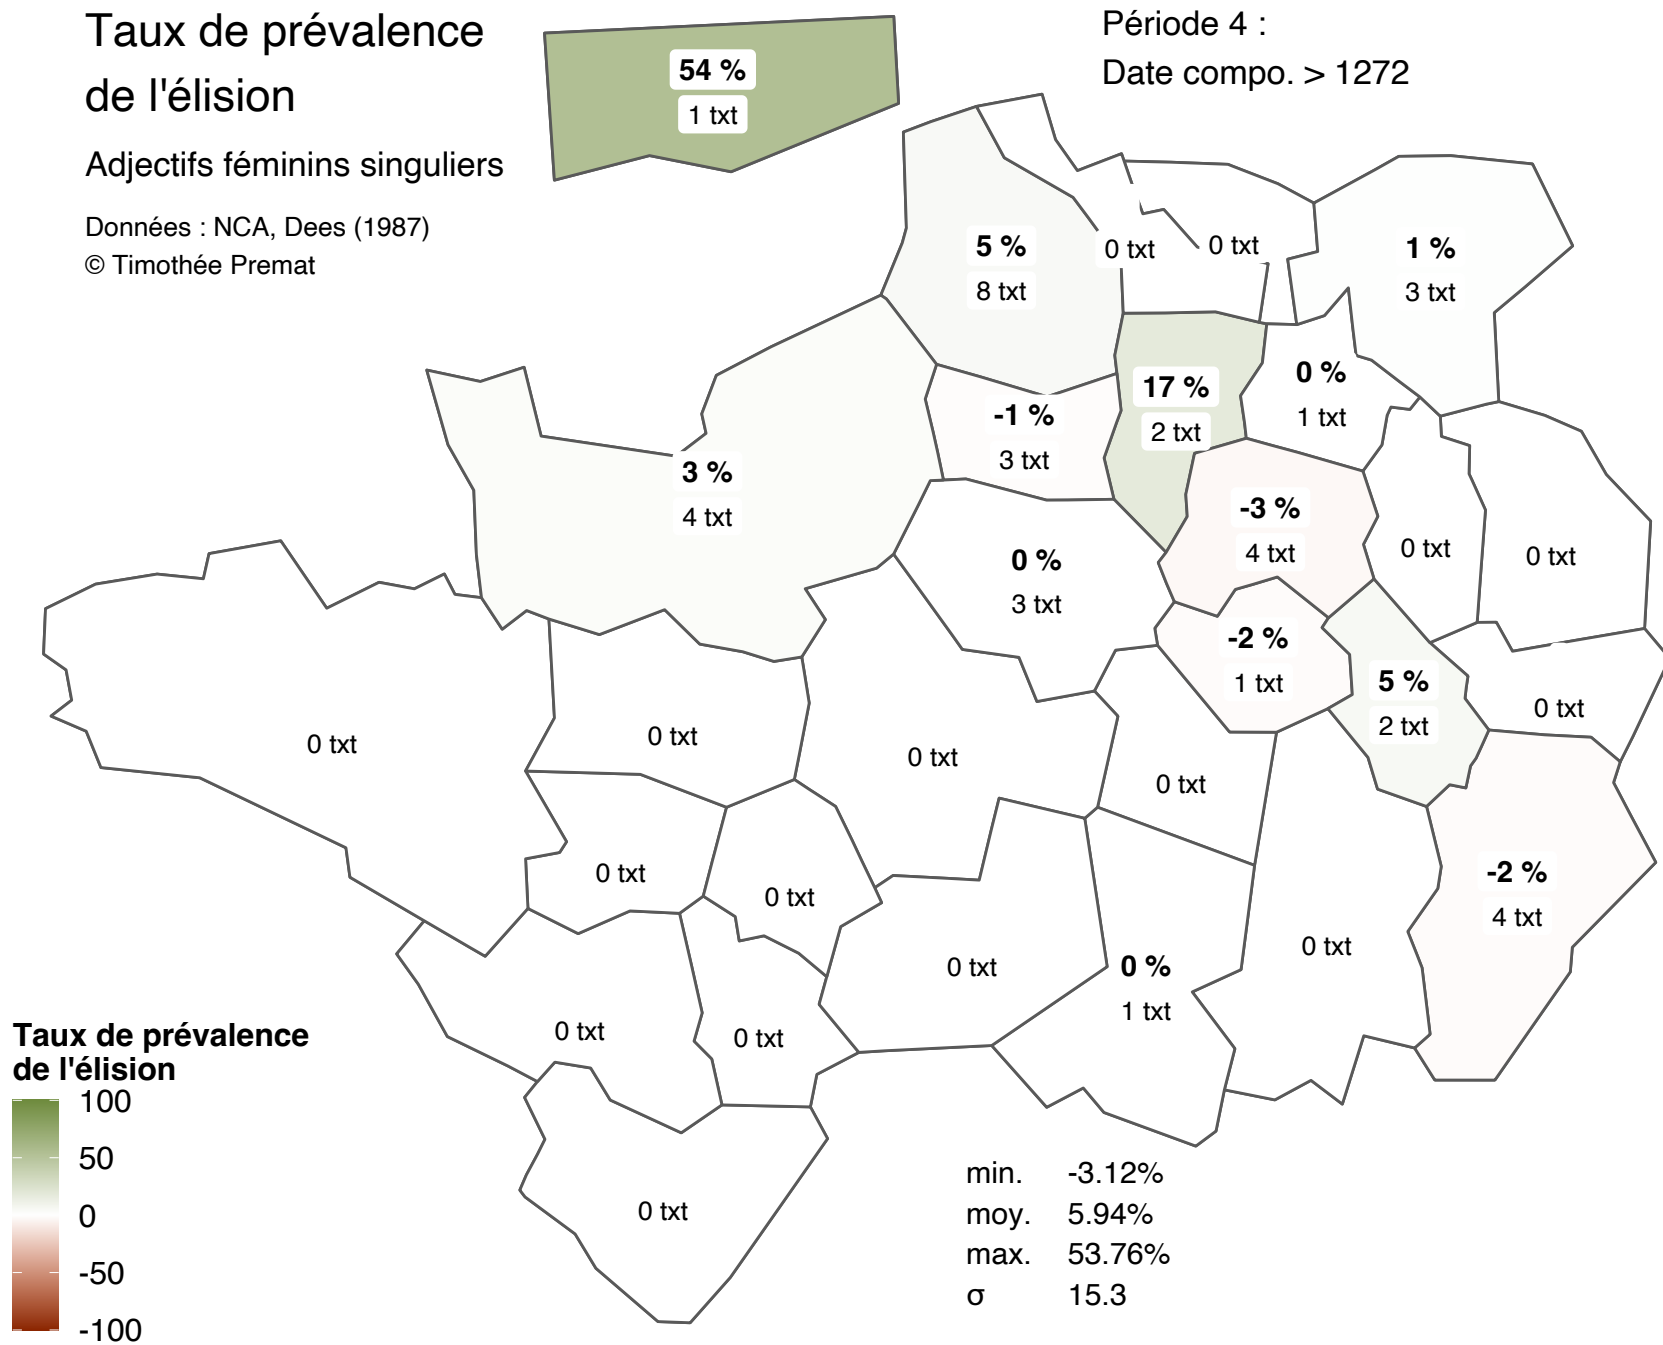 Taux de prévalence
de l'élision
Adjectifs féminins singuliers
Données : NCA, Dees (1987)
© Timothée Premat
Période 4 :
Date compo. > 1272
54 %
1 txt
5 %
8 txt
0 txt
0 txt
1 %
3 txt
17 %
2 txt
0 %
1 txt
-1 %
3 txt
3 %
4 txt
-3 %
4 txt
0 txt
0 txt
0 %
3 txt
-2 %
1 txt
5 %
2 txt
0 txt
0 txt
0 txt
0 txt
0 txt
0 txt
0 txt
-2 %
4 txt
0 txt
0 %
1 txt
0 txt
0 txt
0 txt
0 txt
Taux de prévalence
de l'élision
100
50
0
-50
-100
min. -3.12%
moy. 5.94%
max. 53.76%
σ 15.3